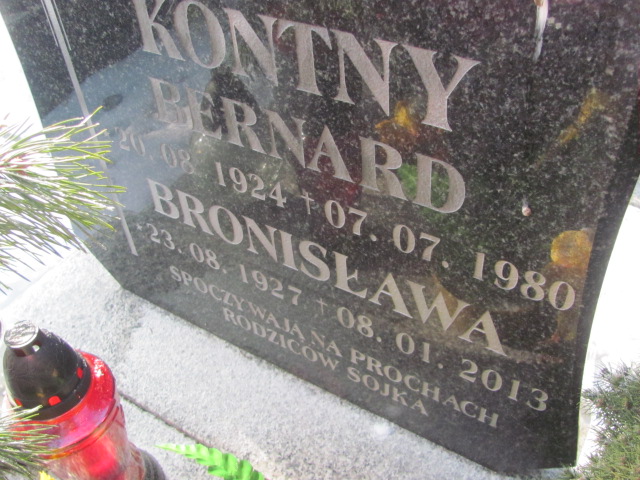 KONTNY
BERNARD
20. 08. 1924 † 07. 07. 1980
BRONISŁAWA
23. 08. 1927 † 08. 01. 2013
SPOCZYWAJĄ NA PROCHACH
RODZICÓW SOJKA